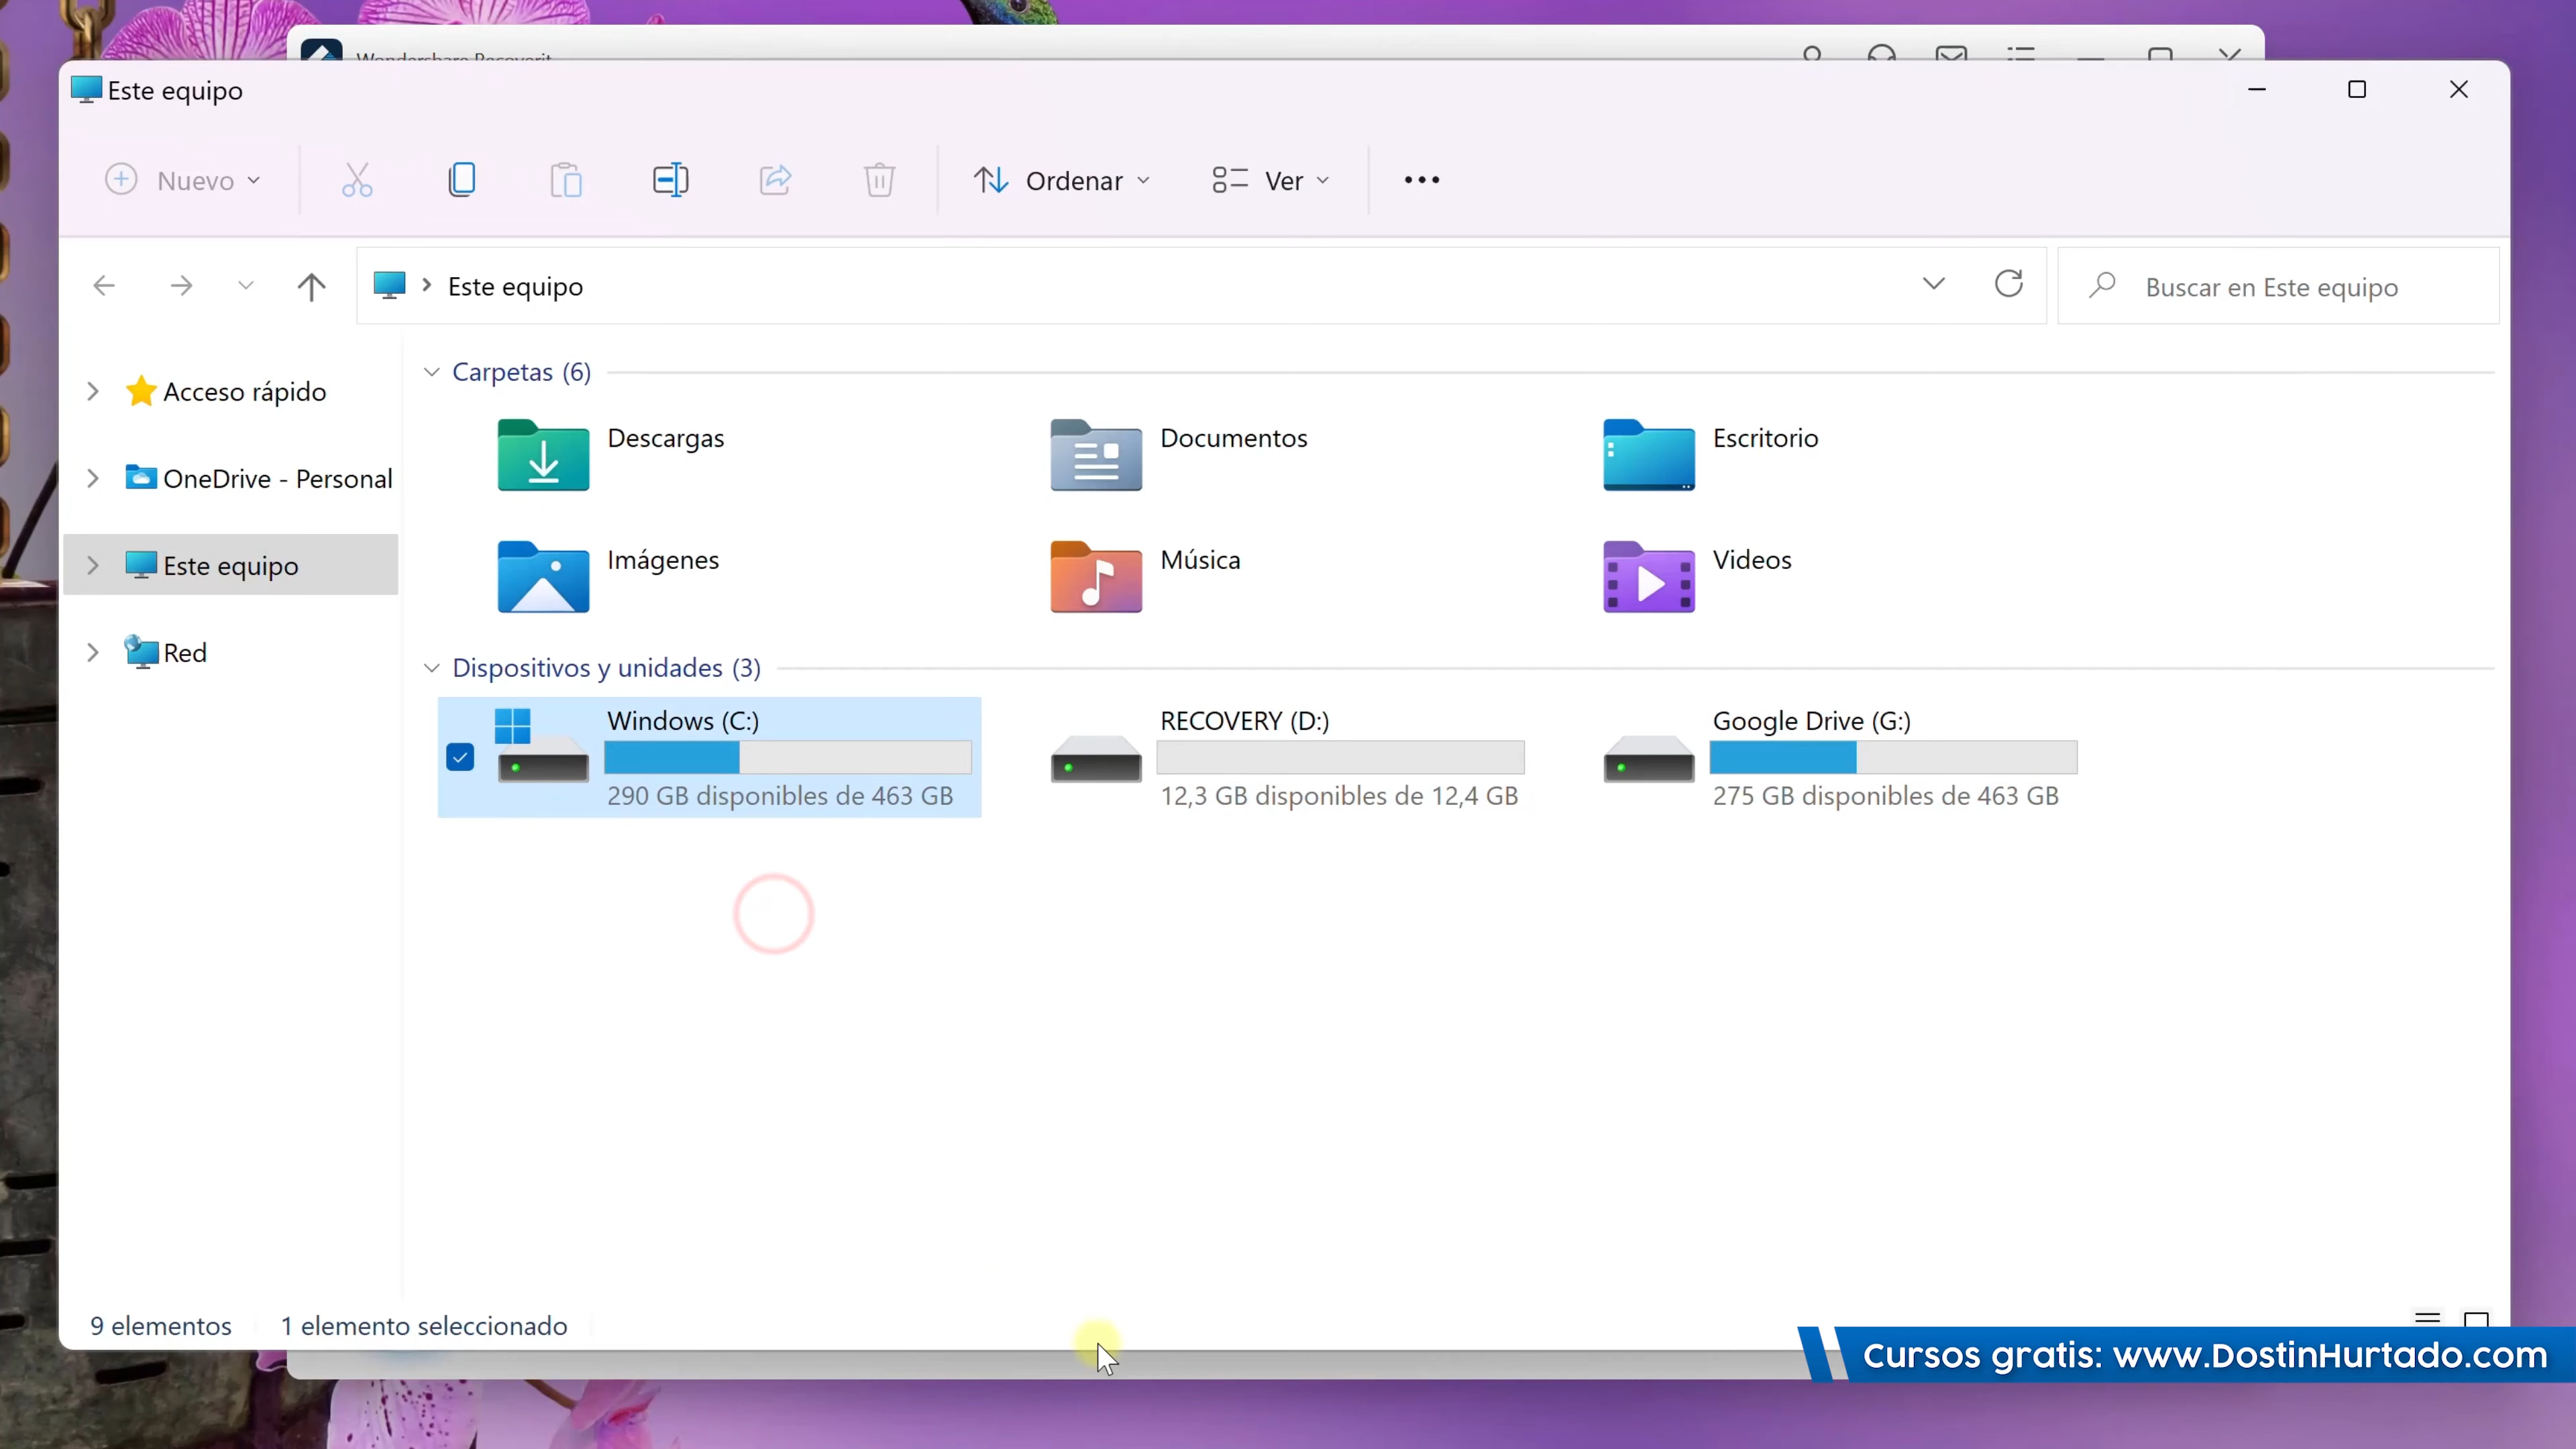 Wondershare Recoverit
Este equipo
Nuevo
Ordenar
Ver
Este equipo
Buscar en Este equipo
Acceso rápido
OneDrive - Personal
Este equipo
Red
Carpetas (6)
Descargas
Documentos
Escritorio
Imágenes
Música
Videos
Dispositivos y unidades (3)
Windows (C:)
290 GB disponibles de 463 GB
RECOVERY (D:)
12,3 GB disponibles de 12,4 GB
Google Drive (G:)
275 GB disponibles de 463 GB
9 elementos
1 elemento seleccionado
Cursos gratis: www.DostinHurtado.com